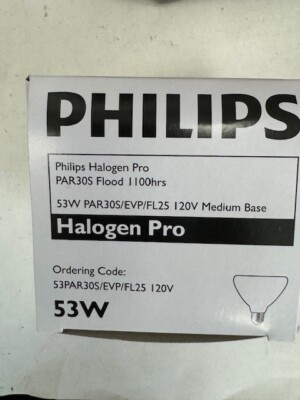 PHILIPS
Philips Halogen Pro
PAR30S Flood 1100hrs
53W PAR30S/EVP/FL25 120V Medium Base
Halogen Pro
Ordering Code:
53PAR30S/EVP/FL25 120V
53W